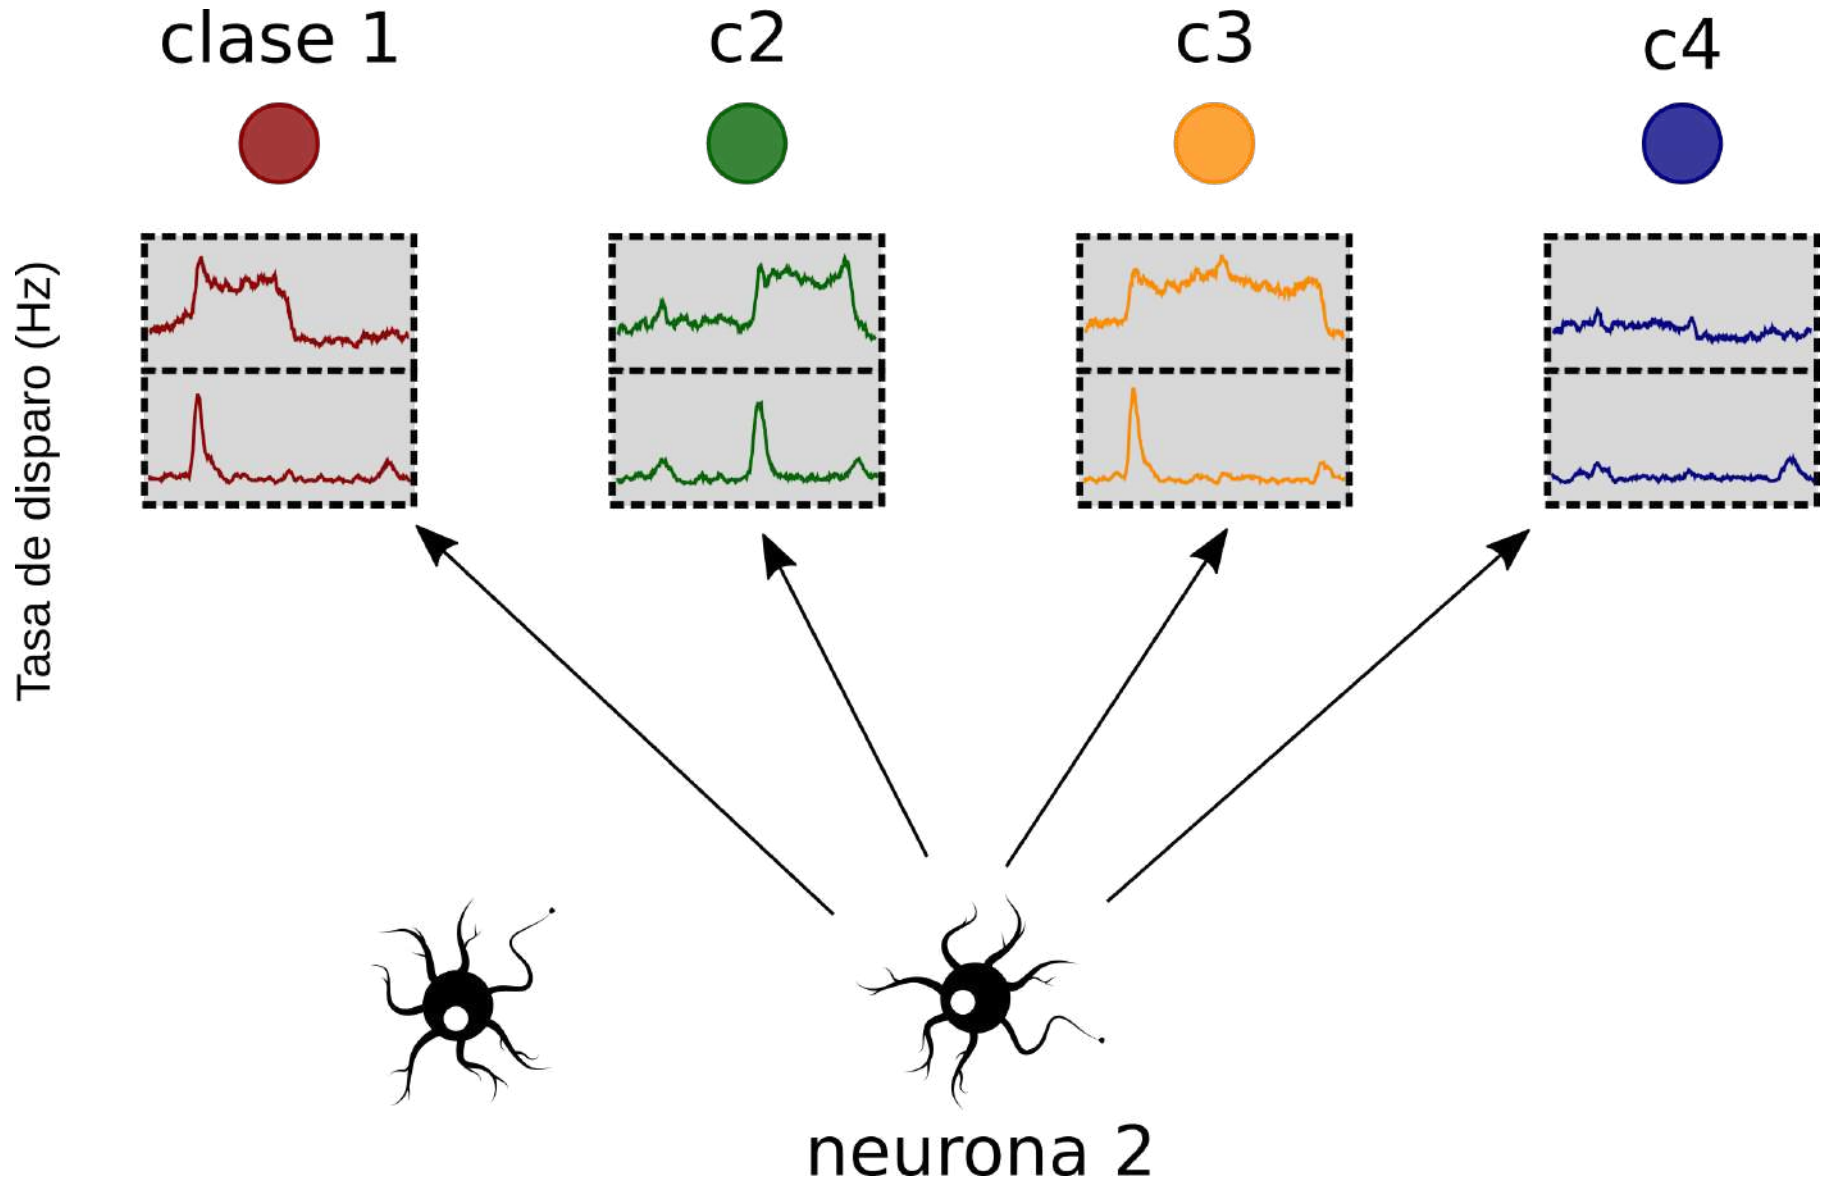 clase 1
c2
c3
c4
Tasa de disparo (Hz)
neurona 2